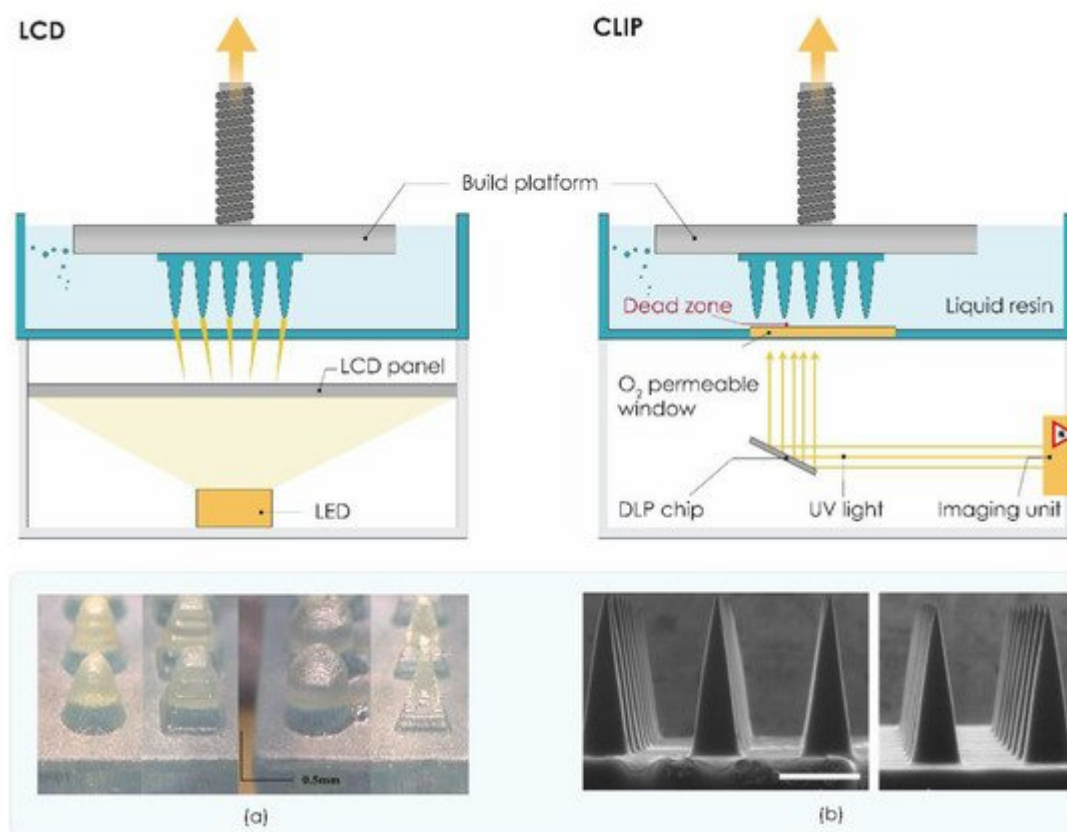 LCD
CLIP
Build platform
Dead zone
Liquid resin
LCD panel
O₂ permeable
window
LED
DLP chip
UV light
Imaging unit
0.5mm
(a)
(b)